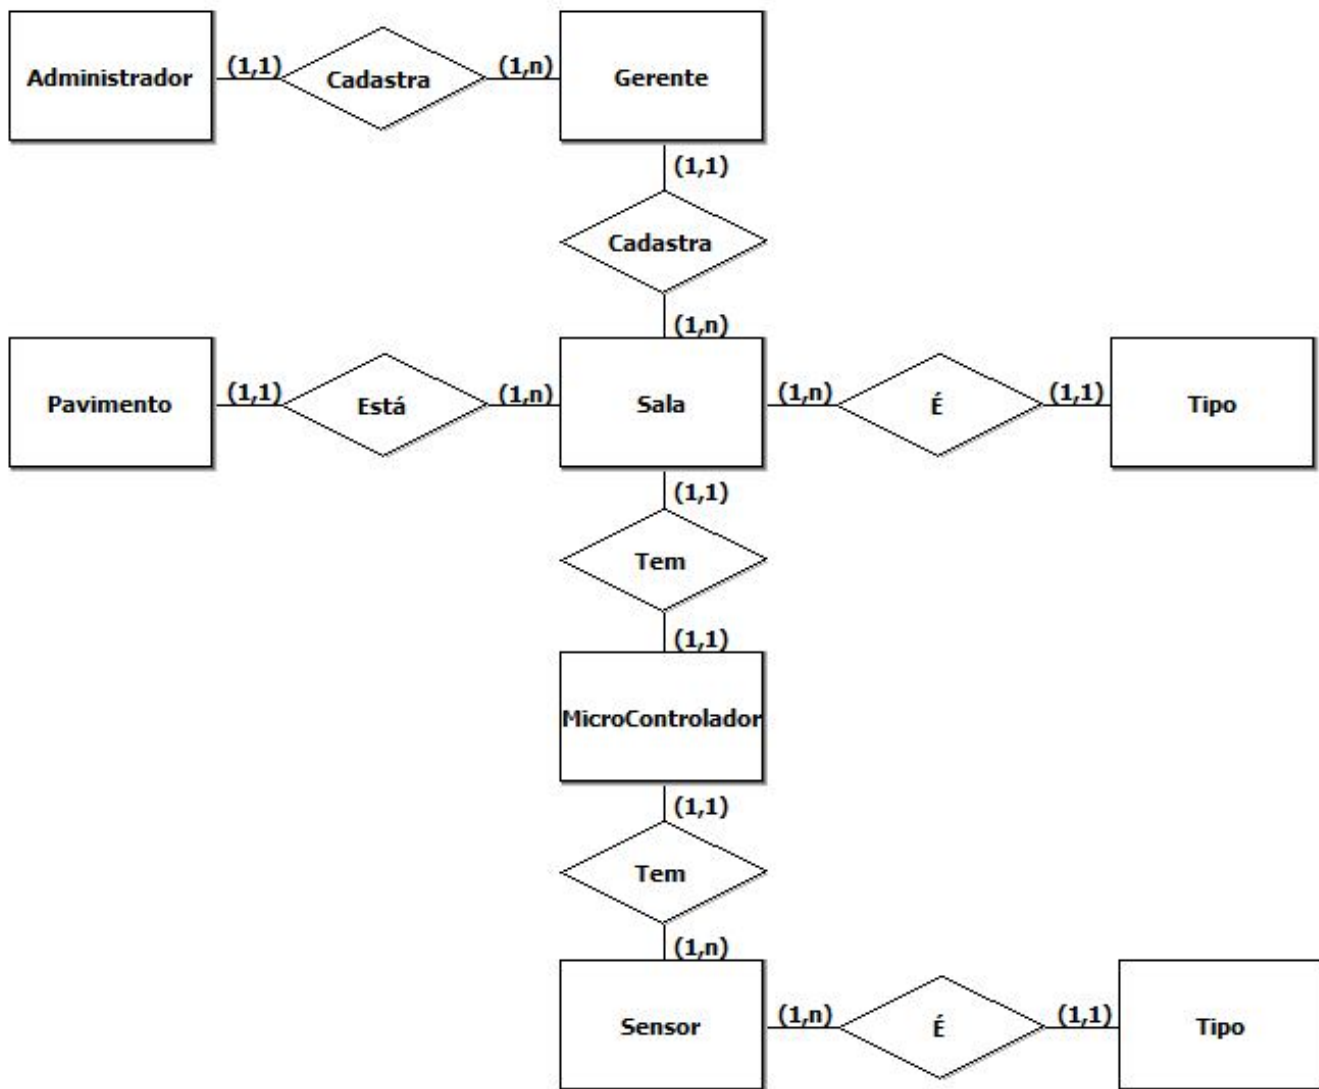 Administrador (1,1) Cadastra (1,n) Gerente
(1,1)
Cadastra
(1,n)
Pavimento (1,1) Está (1,n) Sala (1,n) É (1,1) Tipo
(1,1)
Tem
(1,1)
MicroControlador
(1,1)
Tem
(1,n)
Sensor (1,n) É (1,1) Tipo